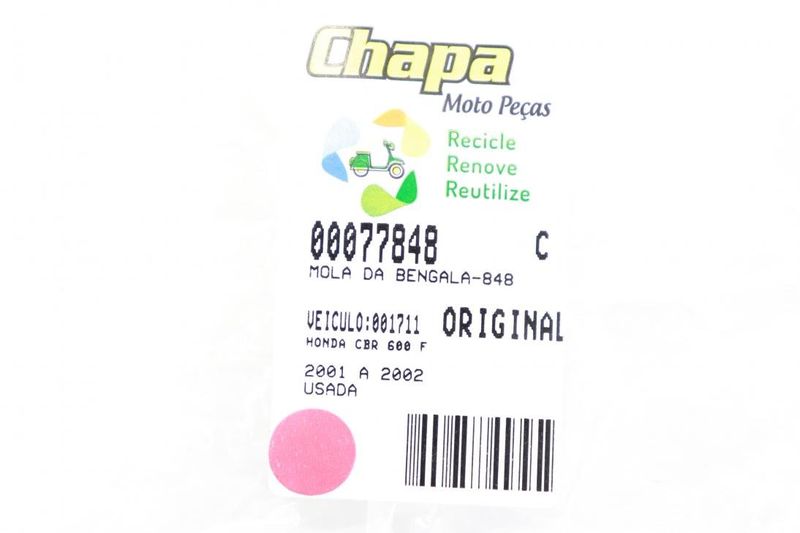 Chapa
Moto Peças
Recicle
Renove
Reutilize
00077848 C
MOLA DA BENGALA-848
VEICULO:001711 ORIGINAL
HONDA CBR 600 F
2001 A 2002
USADA